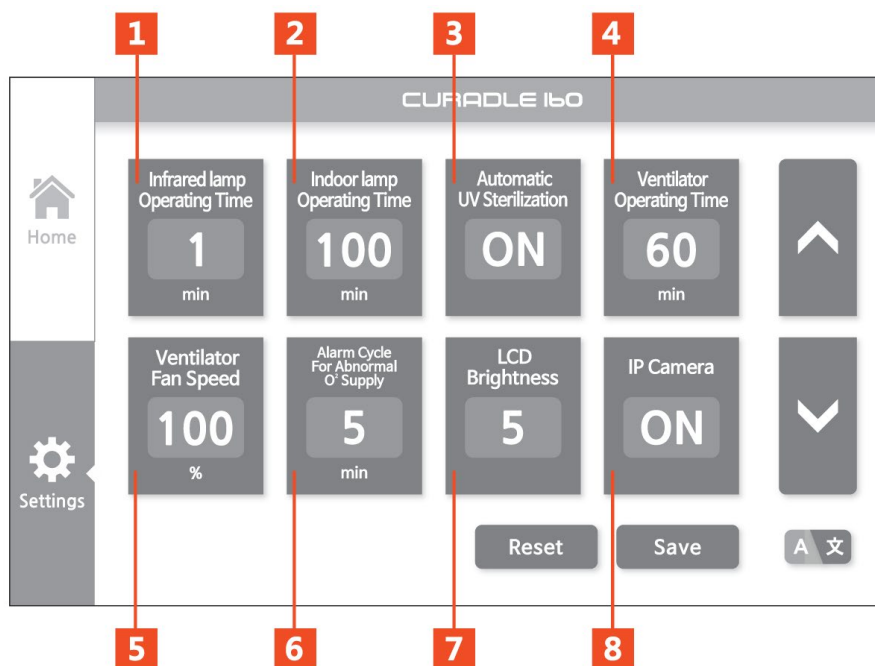 1 2 3 4
CURADLE 160
Home
Infrared lamp
Operating Time
1
min
Indoor lamp
Operating Time
100
min
Automatic
UV Sterilization
ON
Ventilator
Operating Time
60
min
Settings
Ventilator
Fan Speed
100
%
Alarm Cycle
For Abnormal
O² Supply
5
min
LCD
Brightness
5
IP Camera
ON
Reset
Save
A 文
5 6 7 8